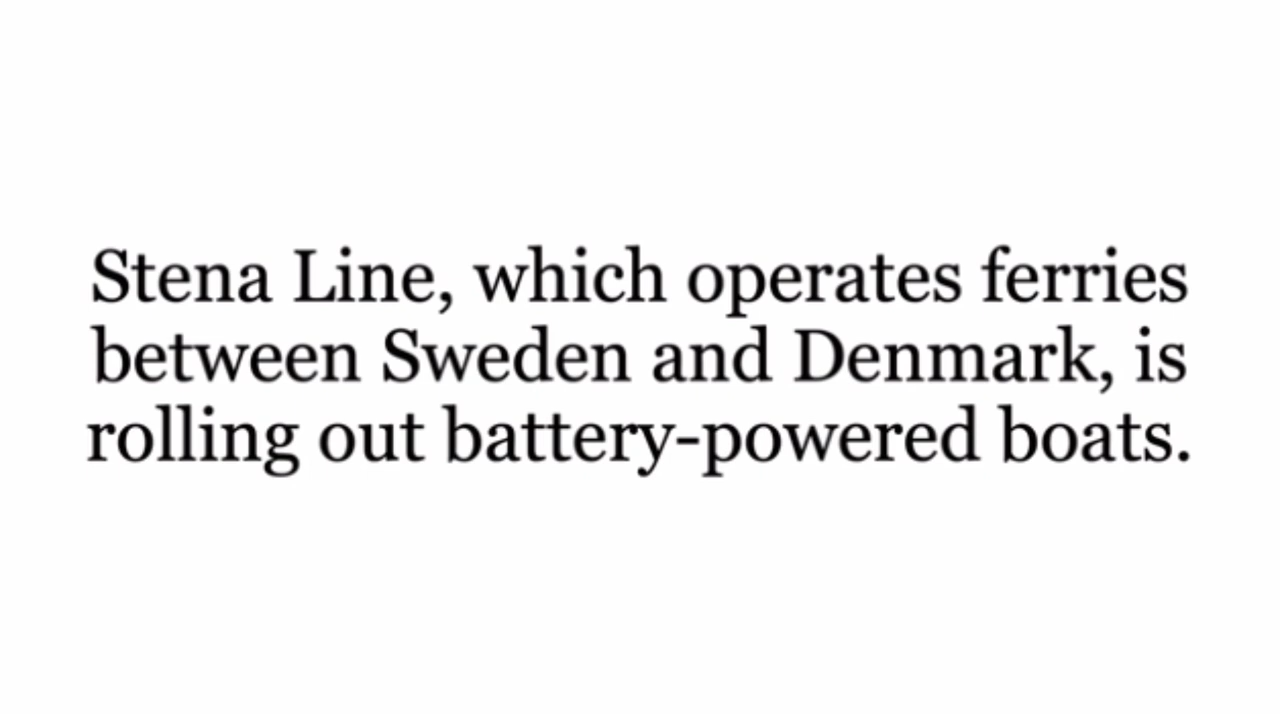 Stena Line, which operates ferries
between Sweden and Denmark, is
rolling out battery-powered boats.